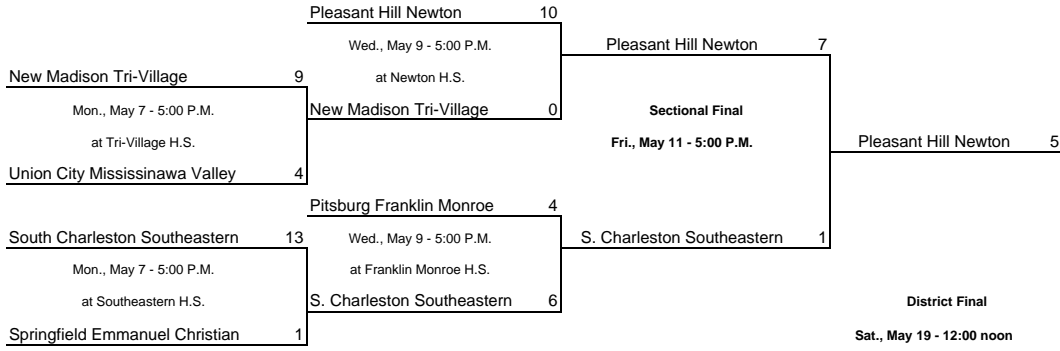 Pleasant Hill Newton 10
Wed., May 9 - 5:00 P.M.
Pleasant Hill Newton 7
New Madison Tri-Village 9
at Newton H.S.
Mon., May 7 - 5:00 P.M.
New Madison Tri-Village 0
Sectional Final
at Tri-Village H.S.
Fri., May 11 - 5:00 P.M.
Pleasant Hill Newton 5
Union City Mississinawa Valley 4
Pitsburg Franklin Monroe 4
South Charleston Southeastern 13
Wed., May 9 - 5:00 P.M.
S. Charleston Southeastern 1
Mon., May 7 - 5:00 P.M.
at Franklin Monroe H.S.
at Southeastern H.S.
S. Charleston Southeastern 6
District Final
Springfield Emmanuel Christian 1
Sat., May 19 - 12:00 noon